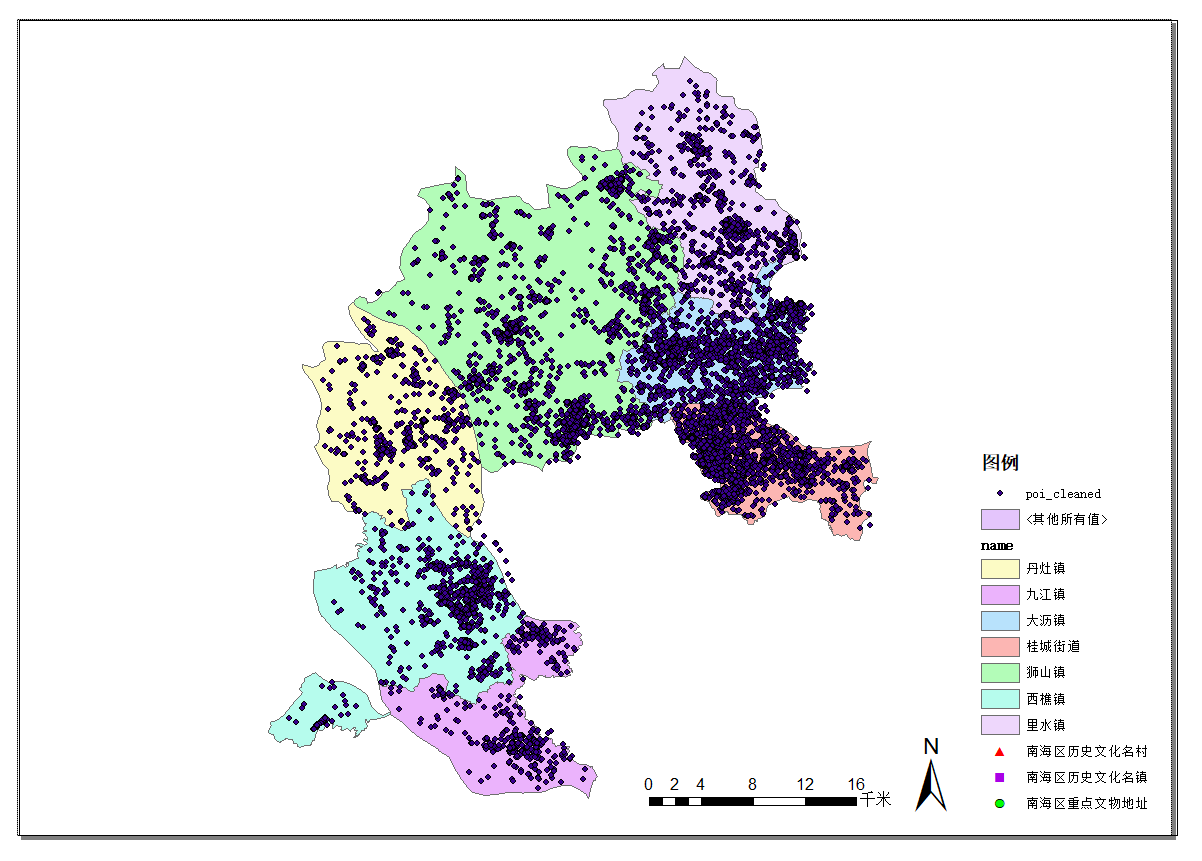 图例
poi_cleaned
<其他所有值>
name
丹灶镇
九江镇
大沥镇
桂城街道
狮山镇
西樵镇
里水镇
南海区历史文化名村
南海区历史文化名镇
南海区重点文物地址
N
0 2 4 8 12 16
千米